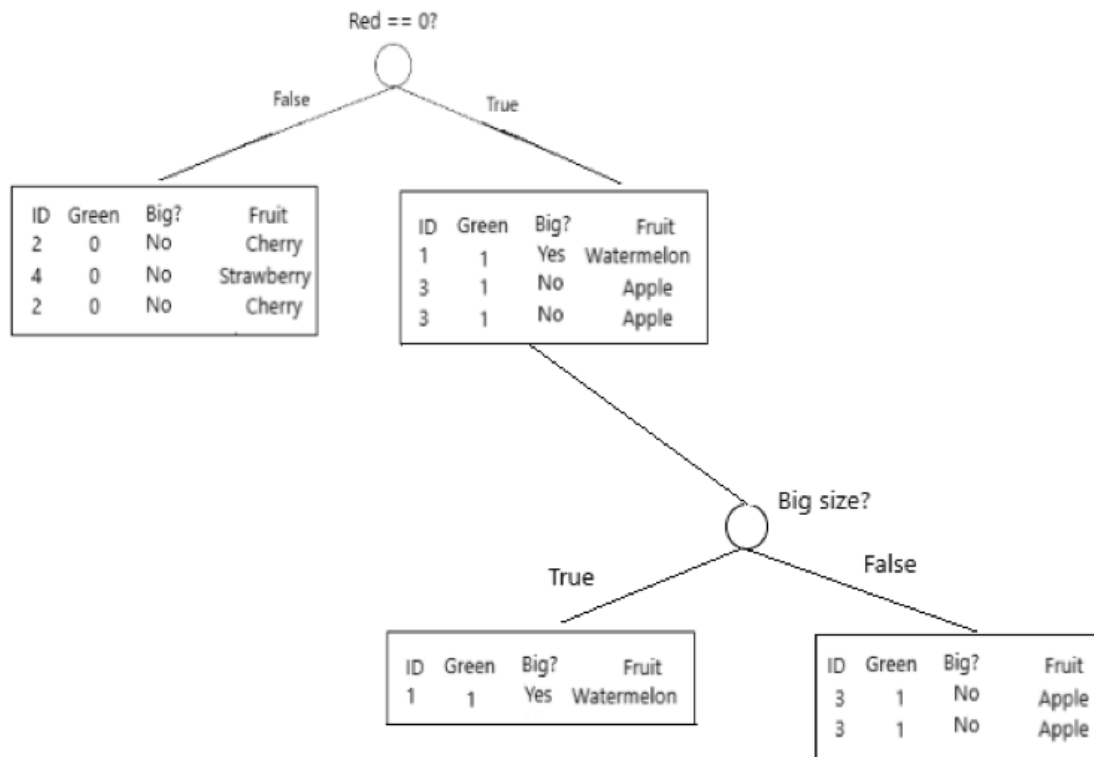 Red == 0?
False
True
ID Green Big? Fruit
2 0 No Cherry
4 0 No Strawberry
2 0 No Cherry
ID Green Big? Fruit
1 1 Yes Watermelon
3 1 No Apple
3 1 No Apple
Big size?
True
False
ID Green Big? Fruit
1 1 Yes Watermelon
ID Green Big? Fruit
3 1 No Apple
3 1 No Apple